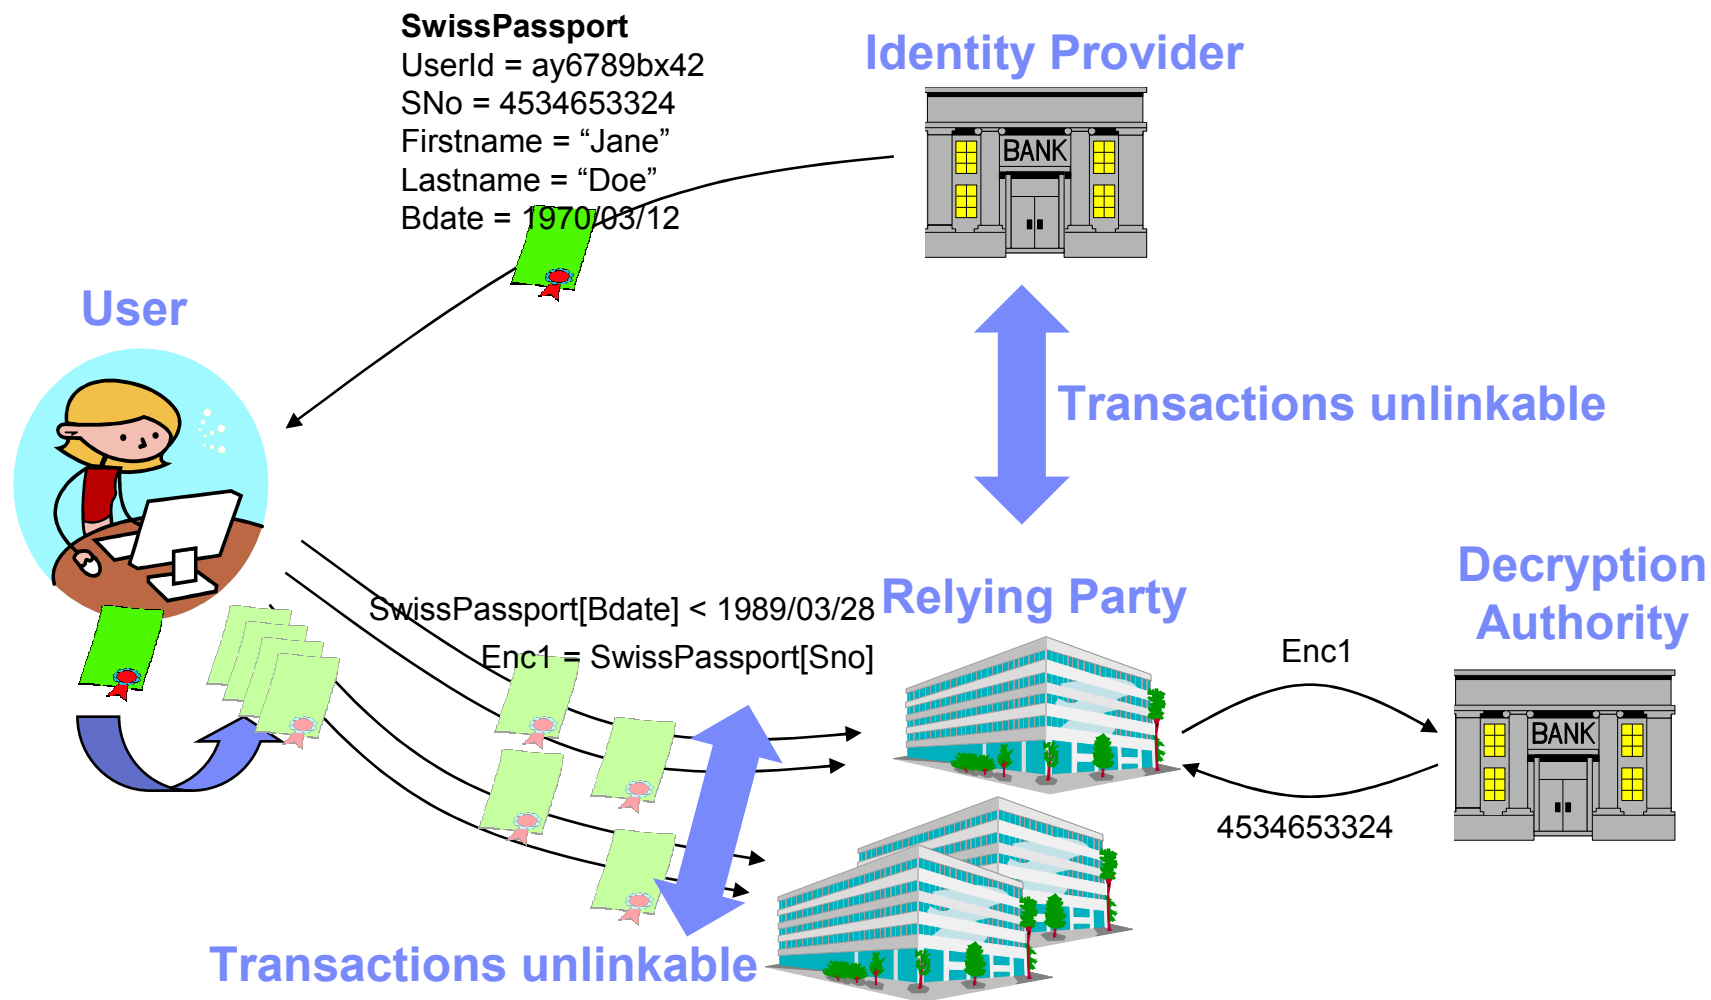 SwissPassport
UserId = ay6789bx42
SNo = 4534653324
Firstname = “Jane”
Lastname = “Doe”
Bdate = 1970/03/12
Identity Provider
BANK
User
Transactions unlinkable
SwissPassport[Bdate] < 1989/03/28
Enc1 = SwissPassport[Sno]
Relying Party
Decryption
Authority
Enc1
BANK
4534653324
Transactions unlinkable